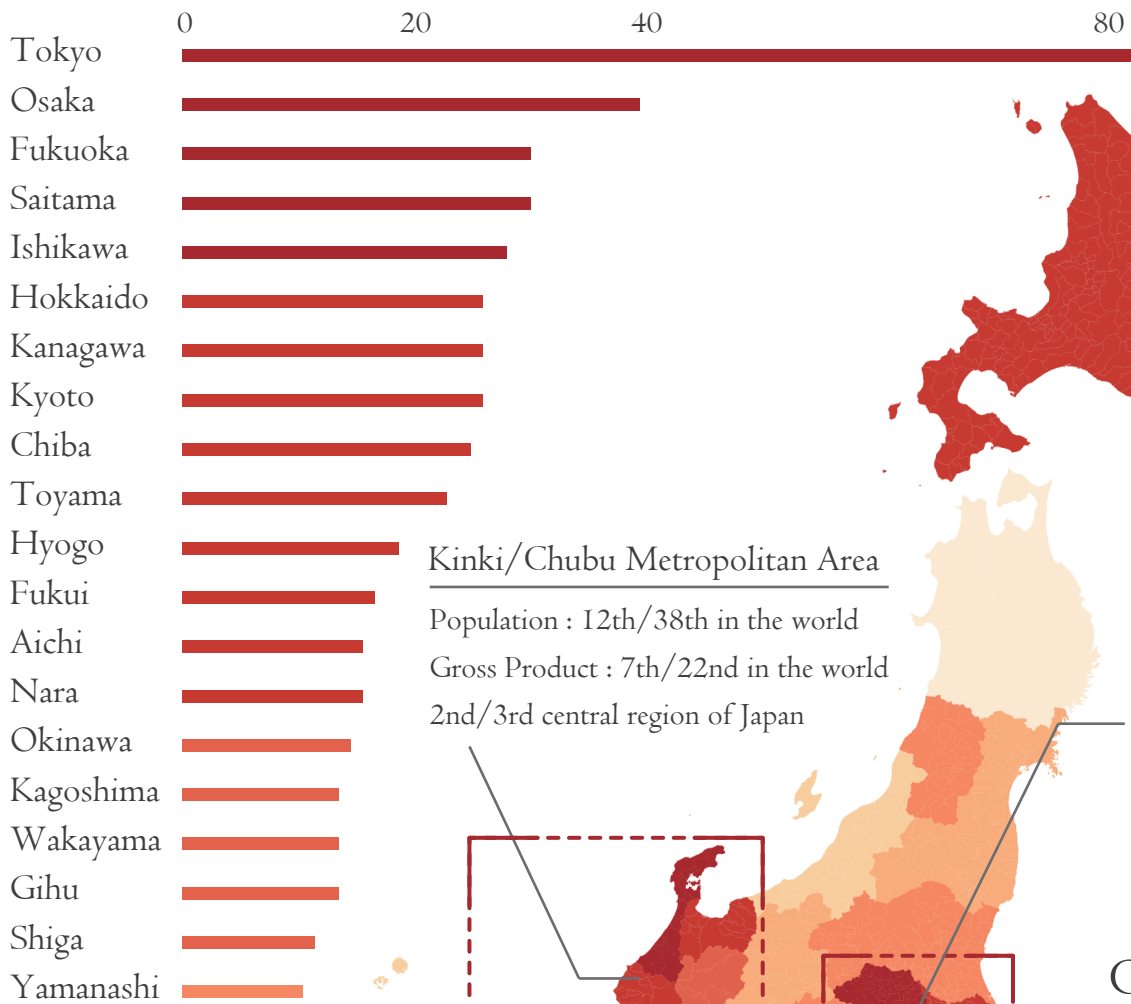 0 20 40 80
Tokyo
Osaka
Fukuoka
Saitama
Ishikawa
Hokkaido
Kanagawa
Kyoto
Chiba
Toyama
Hyogo
Fukui
Aichi
Nara
Okinawa
Kagoshima
Wakayama
Gihu
Shiga
Yamanashi
Kinki/Chubu Metropolitan Area
Population : 12th/38th in the world
Gross Product : 7th/22nd in the world
2nd/3rd central region of Japan